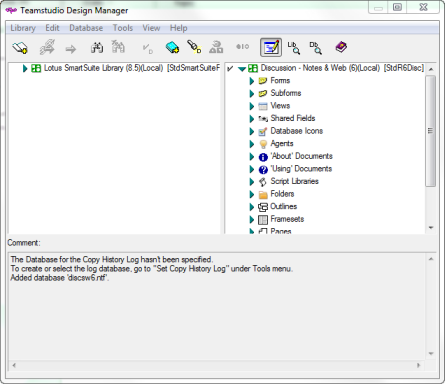 Teamstudio Design Manager
Library Edit Database Tools View Help
Lotus SmartSuite Library (8.5)(Local) [StdSmartSuiteF
Discussion - Notes & Web (6)(Local) [StdR6Disc]
Forms
Subforms
Views
Shared Fields
Database Icons
Agents
'About' Documents
'Using' Documents
Script Libraries
Folders
Outlines
Framesets
Pages
Comment:
The Database for the Copy History Log hasn't been specified.
To create or select the log database, go to "Set Copy History Log" under Tools menu.
Added database 'discsw6.ntf'.